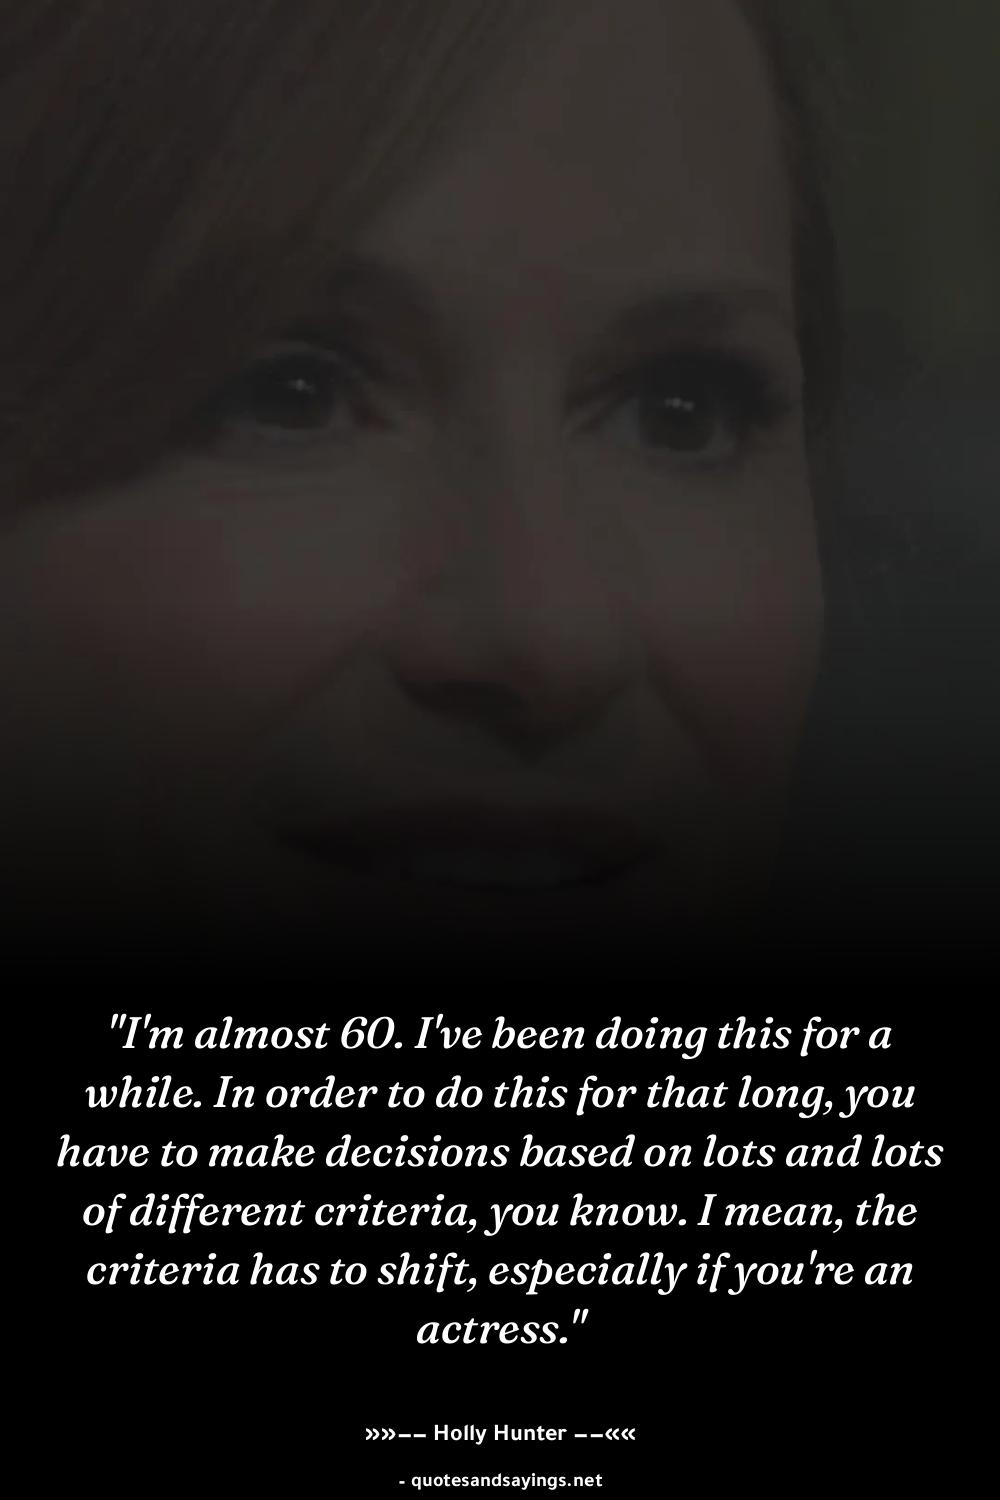 "I'm almost 60. I've been doing this for a
while. In order to do this for that long, you
have to make decisions based on lots and lots
of different criteria, you know. I mean, the
criteria has to shift, especially if you're an
actress."
»»–– Holly Hunter ––««
- quotesandsayings.net